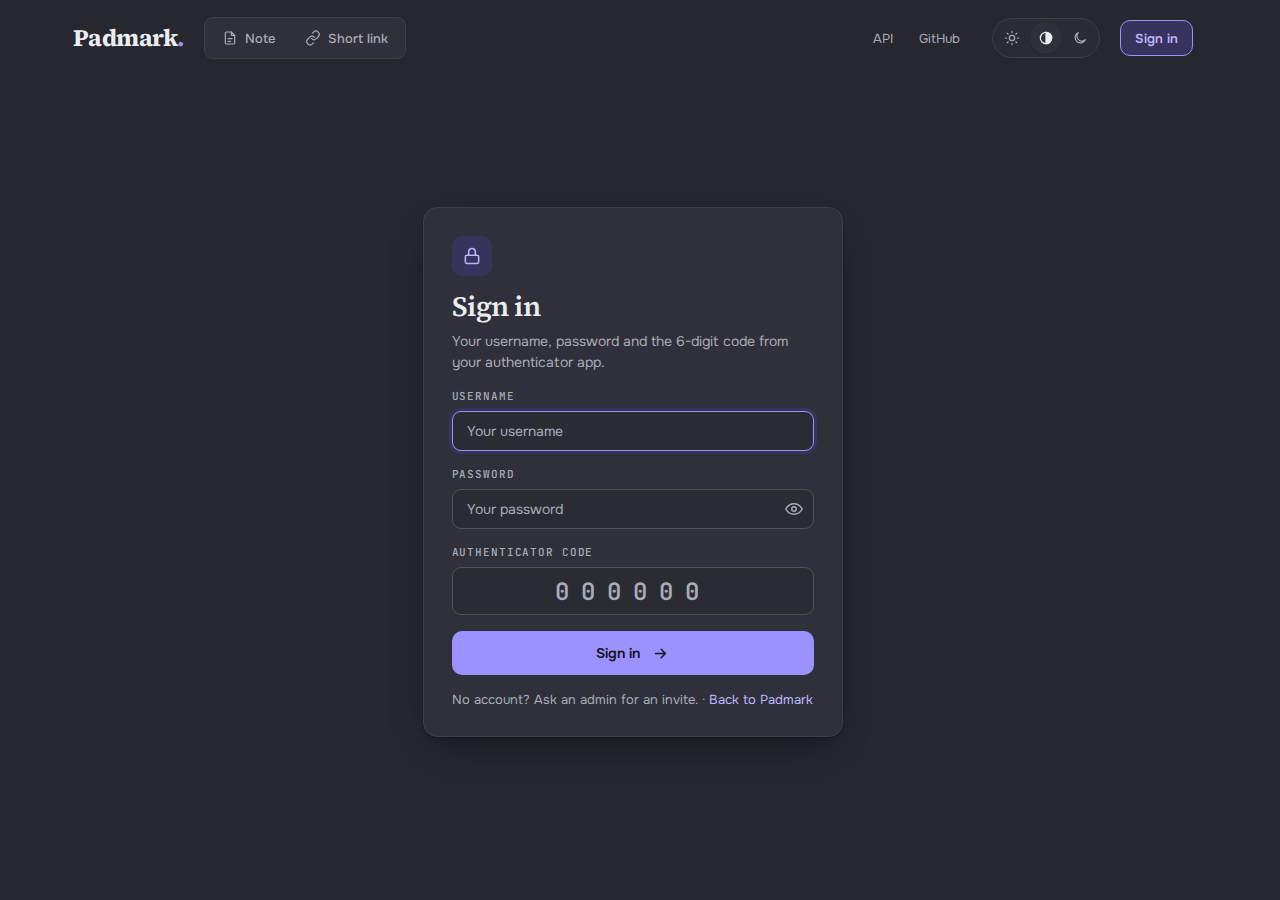 Padmark.
Note
Short link
API
GitHub
Sign in
Sign in
Your username, password and the 6-digit code from
your authenticator app.
USERNAME
Your username
PASSWORD
Your password
AUTHENTICATOR CODE
000000
Sign in
No account? Ask an admin for an invite. · Back to Padmark